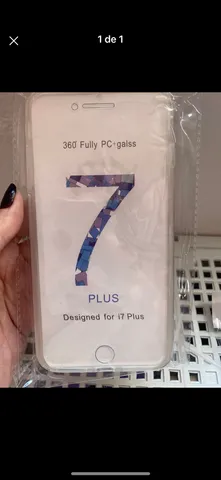 1 de 1
360° Fully PC+galss
7
PLUS
Designed for i7 Plus